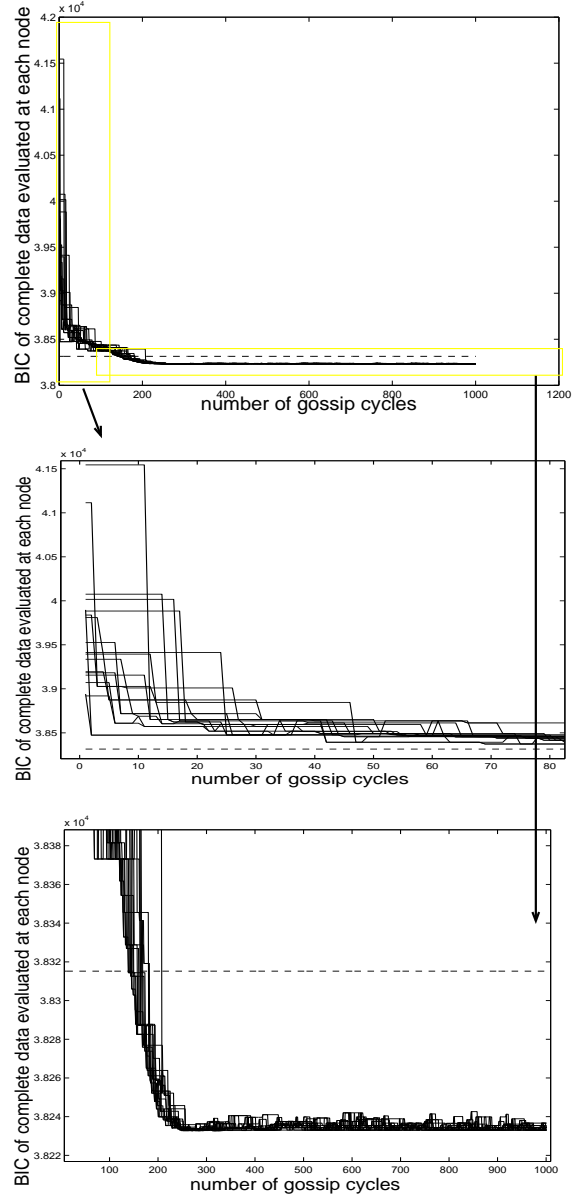 x 10⁴
4.2
4.15
4.1
4.05
4
3.95
3.9
3.85
3.8
BIC of complete data evaluated at each node
0 200 400 600 800 1000 1200
number of gossip cycles
x 10⁴
4.15
4.1
4.05
4
3.95
3.9
3.85
BIC of complete data evaluated at each node
0 10 20 30 40 50 60 70 80
number of gossip cycles
x 10⁴
3.838
3.836
3.834
3.832
3.83
3.828
3.826
3.824
3.822
BIC of complete data evaluated at each node
100 200 300 400 500 600 700 800 900 1000
number of gossip cycles